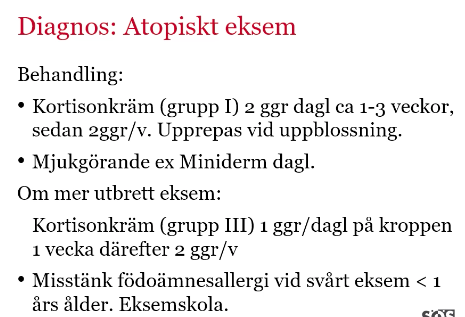 Diagnos: Atopiskt eksem
Behandling:
• Kortisonkräm (grupp I) 2 ggr dagl ca 1-3 veckor,
sedan 2ggr/v. Upprepas vid uppblossning.
• Mjukgörande ex Miniderm dagl.
Om mer utbrett eksem:
Kortisonkräm (grupp III) 1 ggr/dagl på kroppen
1 vecka därefter 2 ggr/v
• Misstänk födoämnesallergi vid svårt eksem < 1
års ålder. Eksemskola.